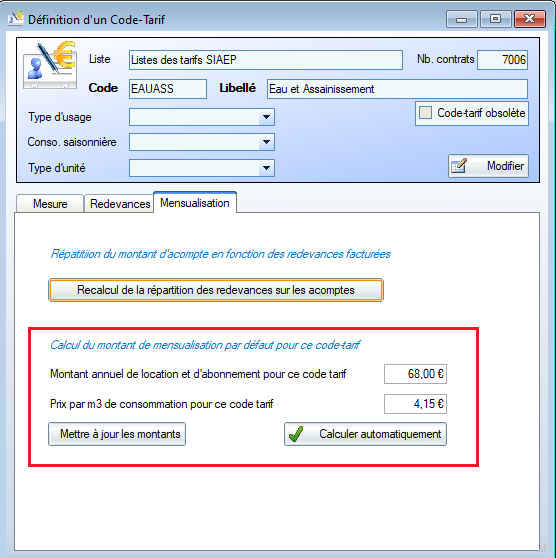 Définition d'un Code-Tarif
Liste Listes des tarifs SIAEP Nb. contrats 7006
Code EAUASS Libellé Eau et Assainissement
Type d'usage Code-tarif obsolète
Conso. saisonnière
Type d'unité Modifier
Mesure Redevances Mensualisation
Répatition du montant d'acompte en fonction des redevances facturées
Recalcul de la répartition des redevances sur les acomptes
Calcul du montant de mensualisation par défaut pour ce code-tarif
Montant annuel de location et d'abonnement pour ce code tarif 68,00 €
Prix par m3 de consommation pour ce code tarif 4,15 €
Mettre à jour les montants Calculer automatiquement